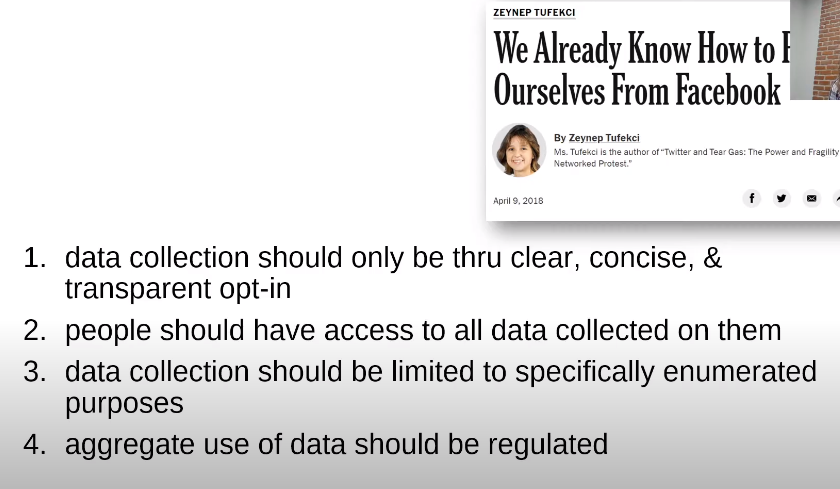 ZEYNEP TUFEKCI
We Already Know How to
Ourselves From Facebook
By Zeynep Tufekci
Ms. Tufekci is the author of “Twitter and Tear Gas: The Power and Fragility
Networked Protest.”
April 9, 2018
1. data collection should only be thru clear, concise, &
transparent opt-in
2. people should have access to all data collected on them
3. data collection should be limited to specifically enumerated
purposes
4. aggregate use of data should be regulated